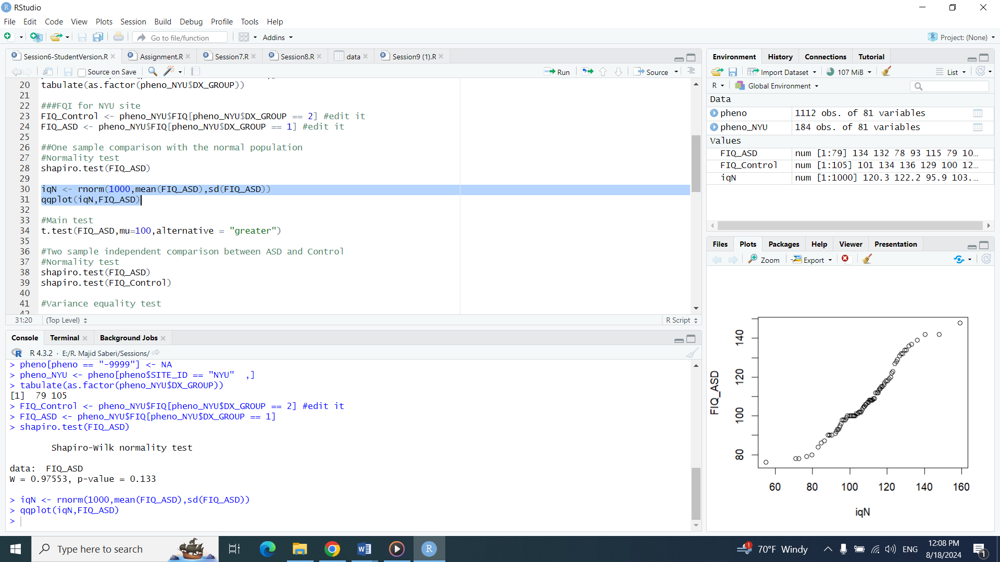 RStudio
File Edit Code View Plots Session Build Debug Profile Tools Help
Go to file/function Addins Project: (None)
Session6-StudentVersion.R Assignment.R Session7.R Session8.R data Session9 (1).R
Source on Save Run Source
20 tabulate(as.factor(pheno_NYU$DX_GROUP))
21
22 ###FQI for NYU site
23 FIQ_Control <- pheno_NYU$FIQ[pheno_NYU$DX_GROUP == 2] #edit it
24 FIQ_ASD <- pheno_NYU$FIQ[pheno_NYU$DX_GROUP == 1] #edit it
25
26 ##One sample comparison with the normal population
27 #Normality test
28 shapiro.test(FIQ_ASD)
29
30 iqN <- rnorm(1000,mean(FIQ_ASD),sd(FIQ_ASD))
31 qqplot(iqN,FIQ_ASD)
32
33 #Main test
34 t.test(FIQ_ASD,mu=100,alternative = "greater")
35
36 #Two sample independent comparison between ASD and Control
37 #Normality test
38 shapiro.test(FIQ_ASD)
39 shapiro.test(FIQ_Control)
40
41 #Variance equality test
42
31:20 (Top Level) R Script
Console Terminal Background Jobs
R 4.3.2 · E:/R. Majid Saberi/Sessions/
> pheno[pheno == "-9999"] <- NA
> pheno_NYU <- pheno[pheno$SITE_ID == "NYU"  ,]
> tabulate(as.factor(pheno_NYU$DX_GROUP))
[1]  79 105
> FIQ_Control <- pheno_NYU$FIQ[pheno_NYU$DX_GROUP == 2] #edit it
> FIQ_ASD <- pheno_NYU$FIQ[pheno_NYU$DX_GROUP == 1]
> shapiro.test(FIQ_ASD)
Shapiro-Wilk normality test
data:  FIQ_ASD
W = 0.97553, p-value = 0.133
> iqN <- rnorm(1000,mean(FIQ_ASD),sd(FIQ_ASD))
> qqplot(iqN,FIQ_ASD)
>
Environment History Connections Tutorial
Import Dataset 107 MiB List
R Global Environment
Data
pheno 1112 obs. of 81 variables
pheno_NYU 184 obs. of 81 variables
Values
FIQ_ASD num [1:79] 134 132 78 93 115 79 10…
FIQ_Control num [1:105] 101 134 136 129 100 12…
iqN num [1:1000] 120.3 122.2 95.9 103.…
Files Plots Packages Help Viewer Presentation
Zoom Export
FIQ_ASD
140
120
100
80
60 80 100 120 140 160
iqN
Type here to search
1
70°F Windy
ENG
12:08 PM
8/18/2024
1